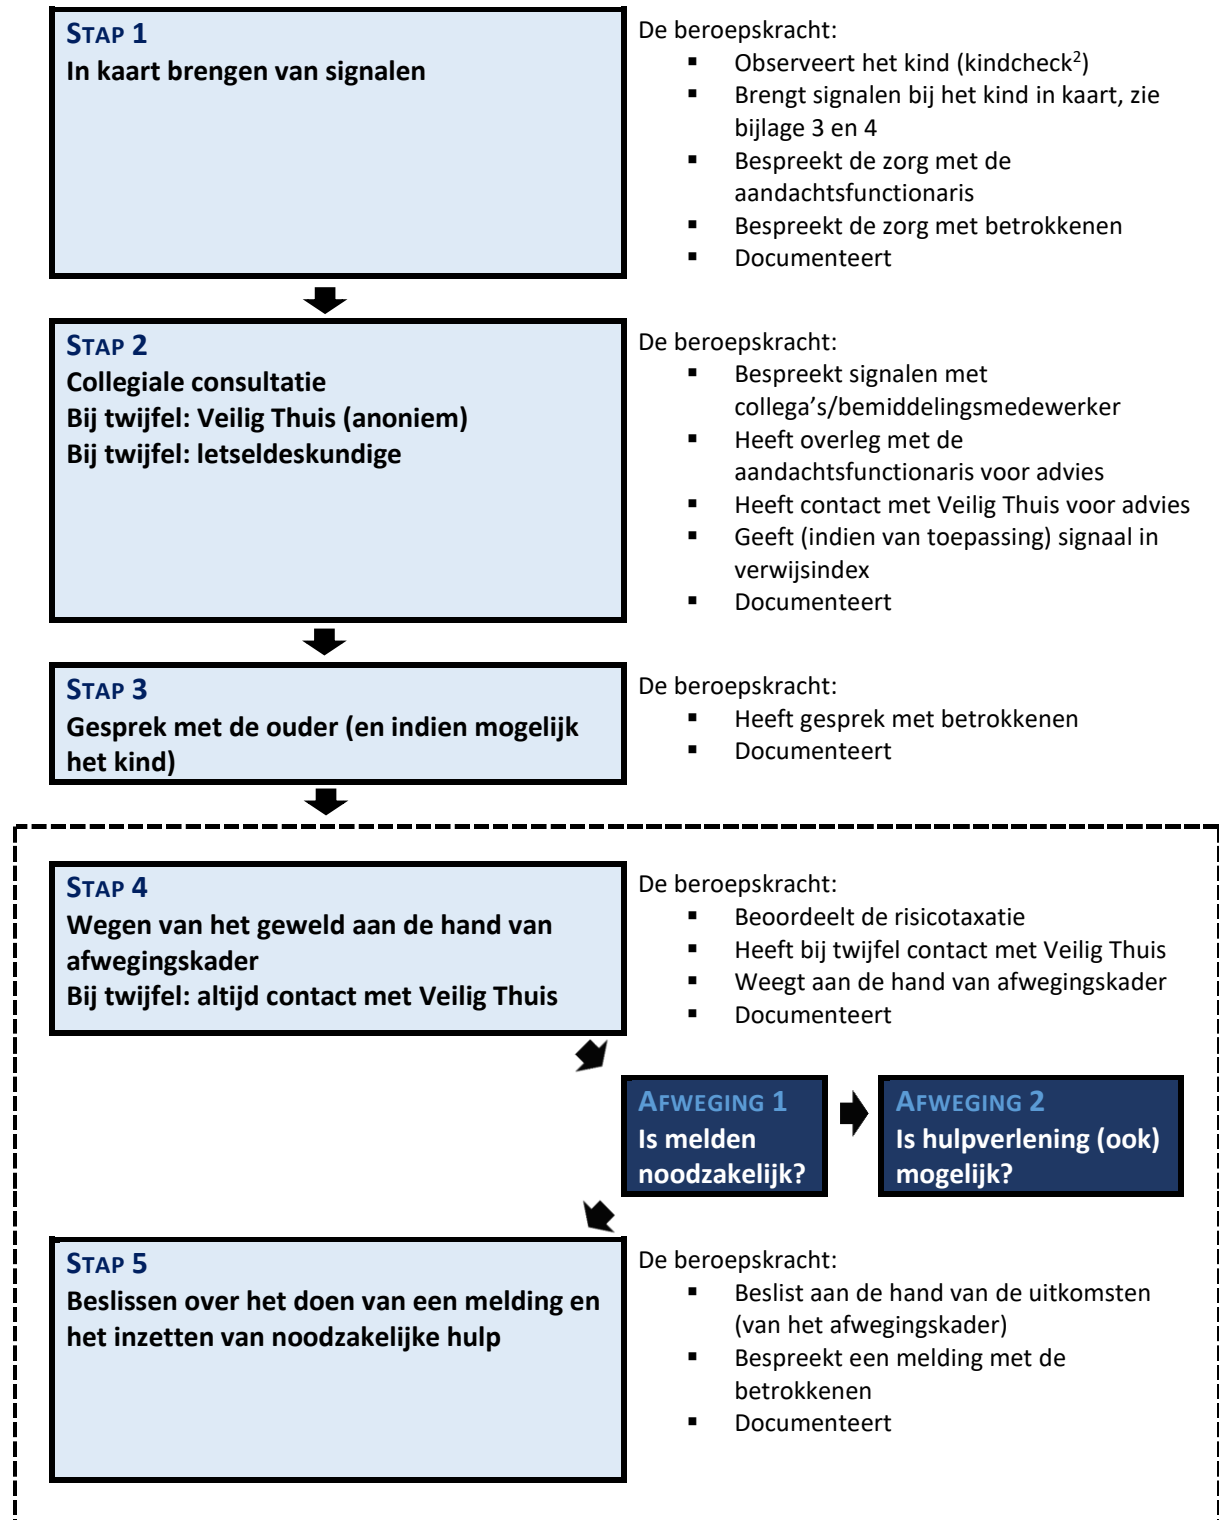 STAP 1
In kaart brengen van signalen
De beroepskracht:
▪ Observeert het kind (kindcheck²)
▪ Brengt signalen bij het kind in kaart, zie
bijlage 3 en 4
▪ Bespreekt de zorg met de
aandachtsfunctionaris
▪ Bespreekt de zorg met betrokkenen
▪ Documenteert
STAP 2
Collegiale consultatie
Bij twijfel: Veilig Thuis (anoniem)
Bij twijfel: letseldeskundige
De beroepskracht:
▪ Bespreekt signalen met
collega’s/bemiddelingsmedewerker
▪ Heeft overleg met de
aandachtsfunctionaris voor advies
▪ Heeft contact met Veilig Thuis voor advies
▪ Geeft (indien van toepassing) signaal in
verwijsindex
▪ Documenteert
STAP 3
Gesprek met de ouder (en indien mogelijk
het kind)
De beroepskracht:
▪ Heeft gesprek met betrokkenen
▪ Documenteert
STAP 4
Wegen van het geweld aan de hand van
afwegingskader
Bij twijfel: altijd contact met Veilig Thuis
De beroepskracht:
▪ Beoordeelt de risicotaxatie
▪ Heeft bij twijfel contact met Veilig Thuis
▪ Weegt aan de hand van afwegingskader
▪ Documenteert
AFWEGING 1
Is melden
noodzakelijk?
AFWEGING 2
Is hulpverlening (ook)
mogelijk?
STAP 5
Beslissen over het doen van een melding en
het inzetten van noodzakelijke hulp
De beroepskracht:
▪ Beslist aan de hand van de uitkomsten
(van het afwegingskader)
▪ Bespreekt een melding met de
betrokkenen
▪ Documenteert